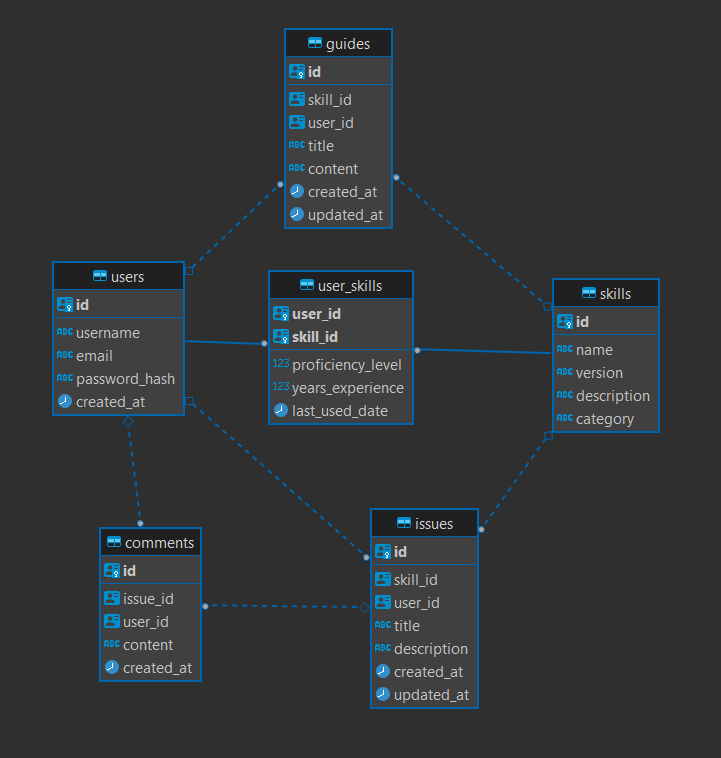 guides
id
skill_id
user_id
ABC title
ABC content
created_at
updated_at
users
id
ABC username
ABC email
ABC password_hash
created_at
user_skills
user_id
skill_id
123 proficiency_level
123 years_experience
last_used_date
skills
id
ABC name
ABC version
ABC description
ABC category
comments
id
issue_id
user_id
ABC content
created_at
issues
id
skill_id
user_id
ABC title
ABC description
created_at
updated_at